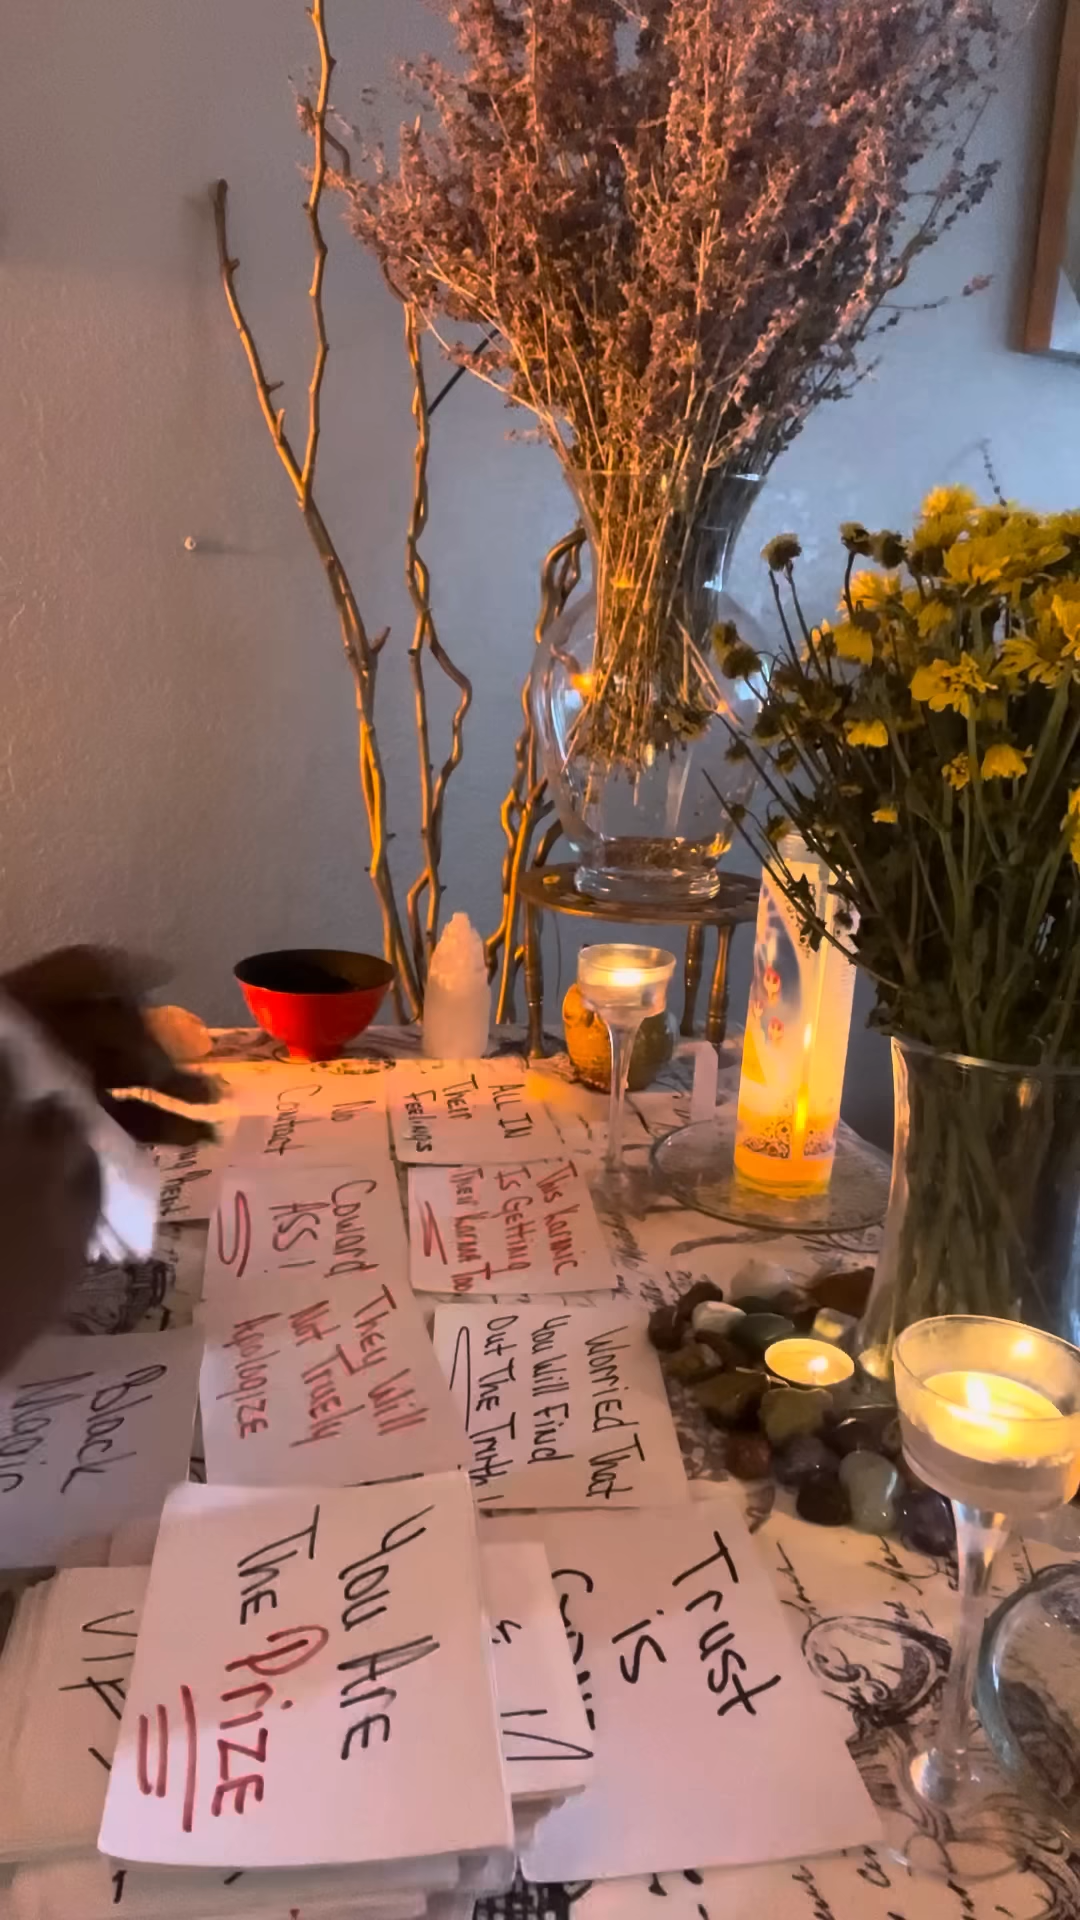 No
Contact
ALL IN
Their
FEELINGS
Coward
ASS!
This Karmic
Is Getting
Their Karma Too
They Will
Not Truely
Apologize
Worried That
You Will Find
Out The Truth!
Black
Magic
You Are
The Prize
Trust
is
&